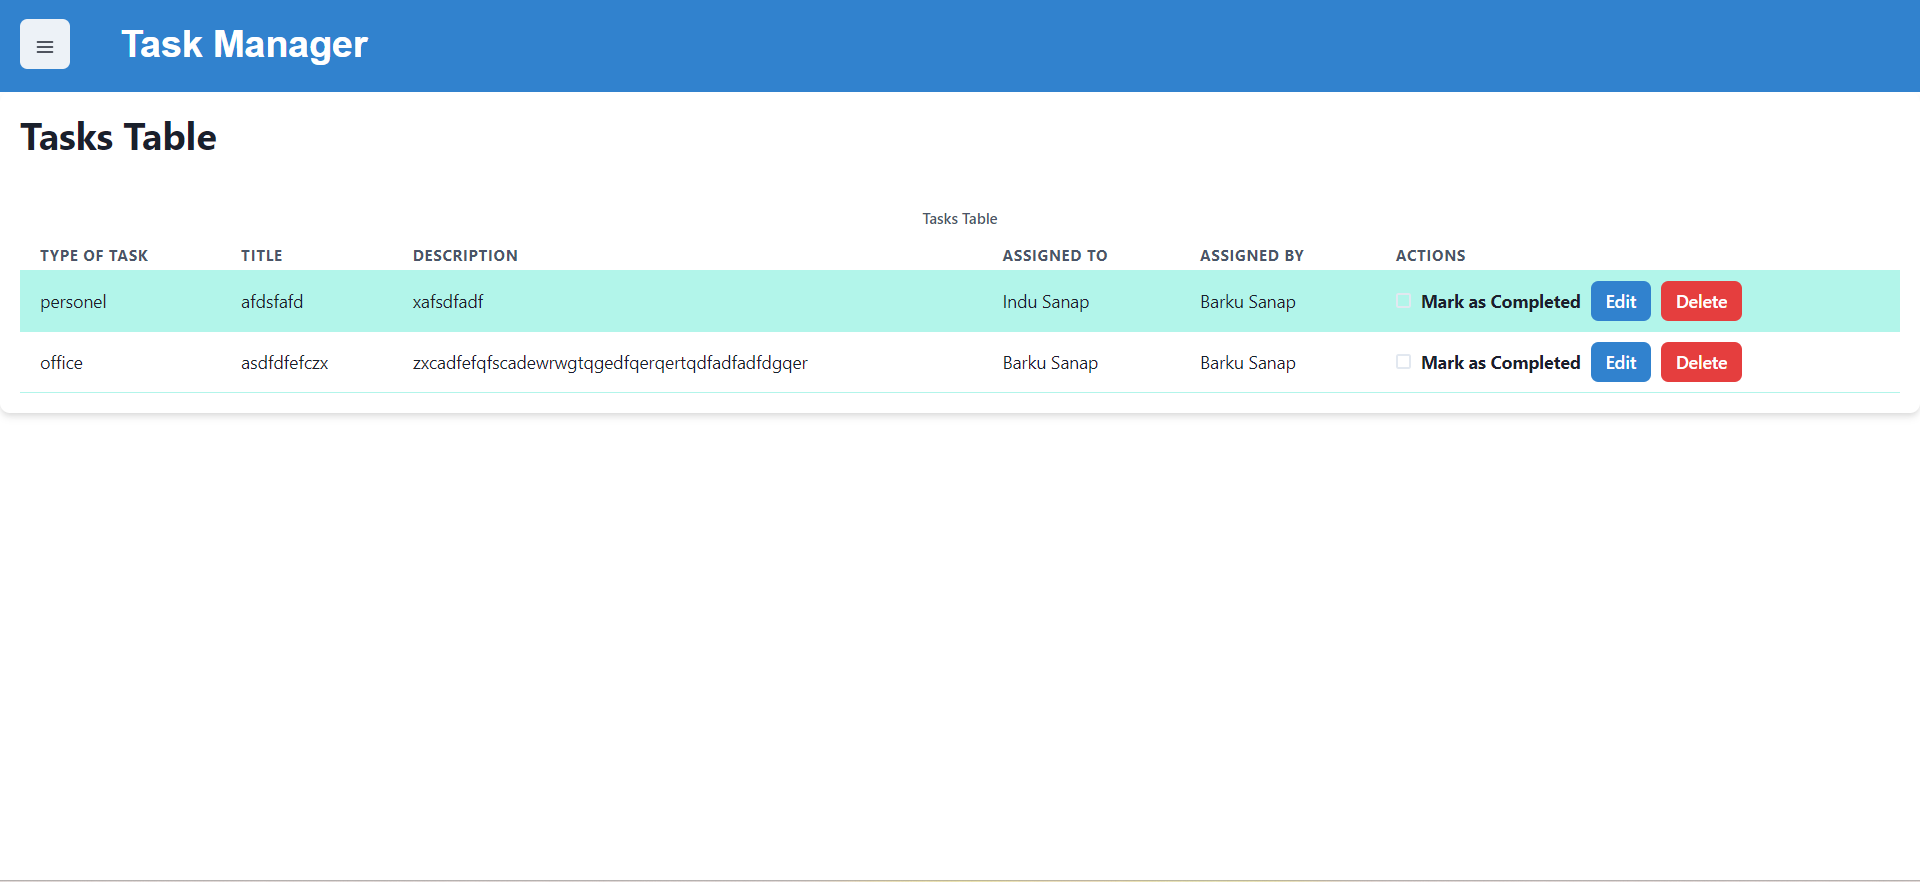 Task Manager
Tasks Table
Tasks Table
TYPE OF TASK TITLE DESCRIPTION ASSIGNED TO ASSIGNED BY ACTIONS
personel afdsfafd xafsdfadf Indu Sanap Barku Sanap Mark as Completed Edit Delete
office asdfdfefczx zxcadfefqfscadewrwgtqgedfqerqertqdfadfadfdgqer Barku Sanap Barku Sanap Mark as Completed Edit Delete